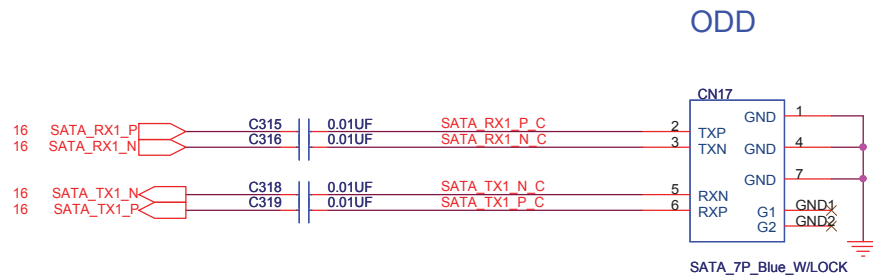 ODD
CN17
16 SATA_RX1_P C315 0.01UF SATA_RX1_P_C 2 TXP GND 1
16 SATA_RX1_N C316 0.01UF SATA_RX1_N_C 3 TXN GND 4
GND 7
16 SATA_TX1_N C318 0.01UF SATA_TX1_N_C 5 RXN
16 SATA_TX1_P C319 0.01UF SATA_TX1_P_C 6 RXP G1 GND1
G2 GND2
SATA_7P_Blue_W/LOCK